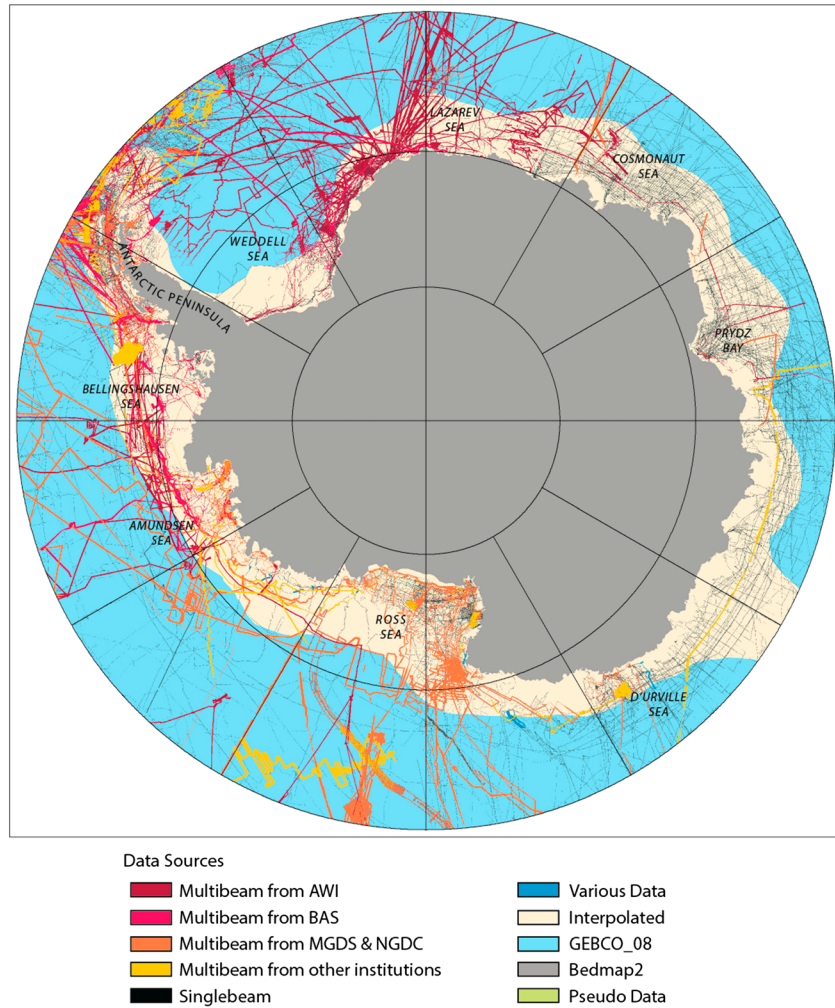 LAZAREV
SEA
COSMONAUT
SEA
WEDDELL
SEA
ANTARCTIC PENINSULA
PRYDZ
BAY
BELLINGSHAUSEN
SEA
AMUNDSEN
SEA
ROSS
SEA
D'URVILLE
SEA
Data Sources
Multibeam from AWI
Multibeam from BAS
Multibeam from MGDS & NGDC
Multibeam from other institutions
Singlebeam
Various Data
Interpolated
GEBCO_08
Bedmap2
Pseudo Data